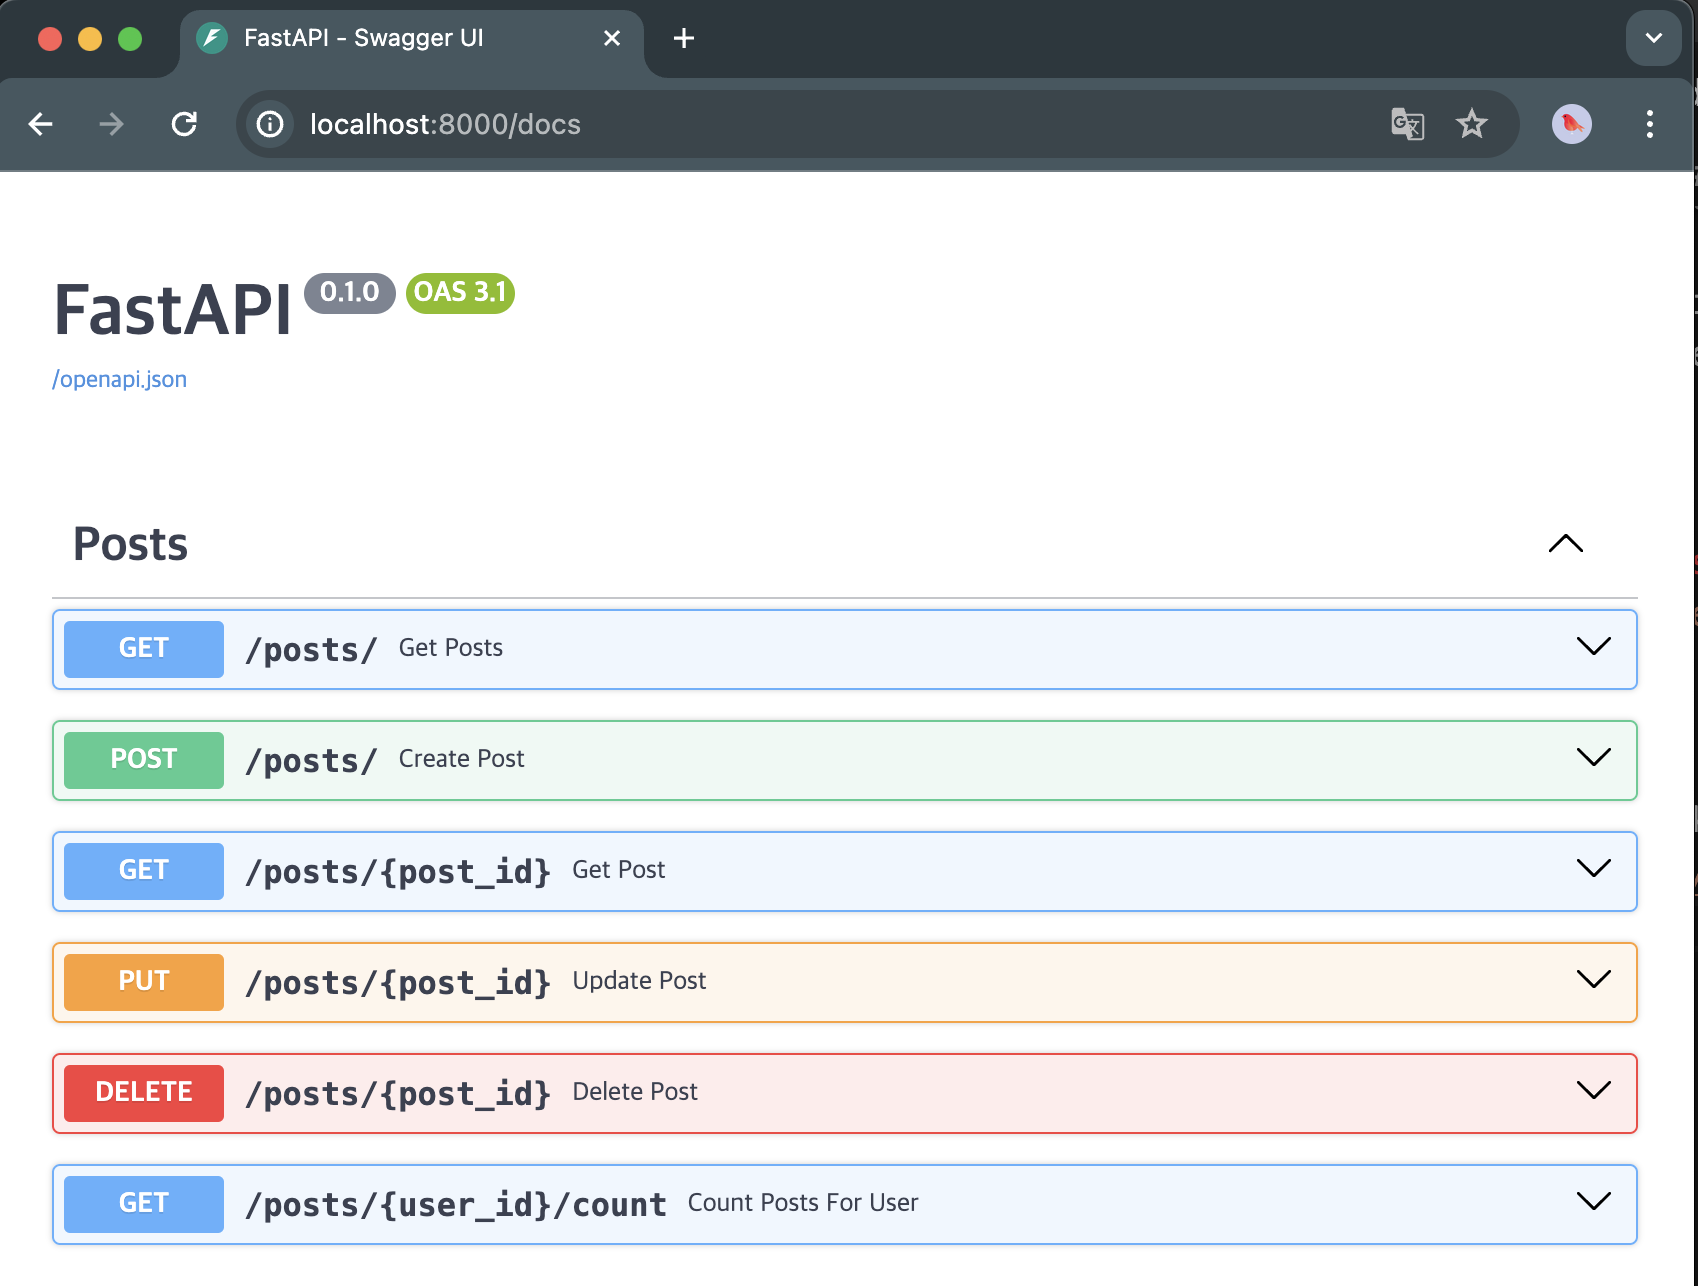 FastAPI - Swagger UI
localhost:8000/docs
FastAPI 0.1.0 OAS 3.1
/openapi.json
Posts
GET /posts/ Get Posts
POST /posts/ Create Post
GET /posts/{post_id} Get Post
PUT /posts/{post_id} Update Post
DELETE /posts/{post_id} Delete Post
GET /posts/{user_id}/count Count Posts For User